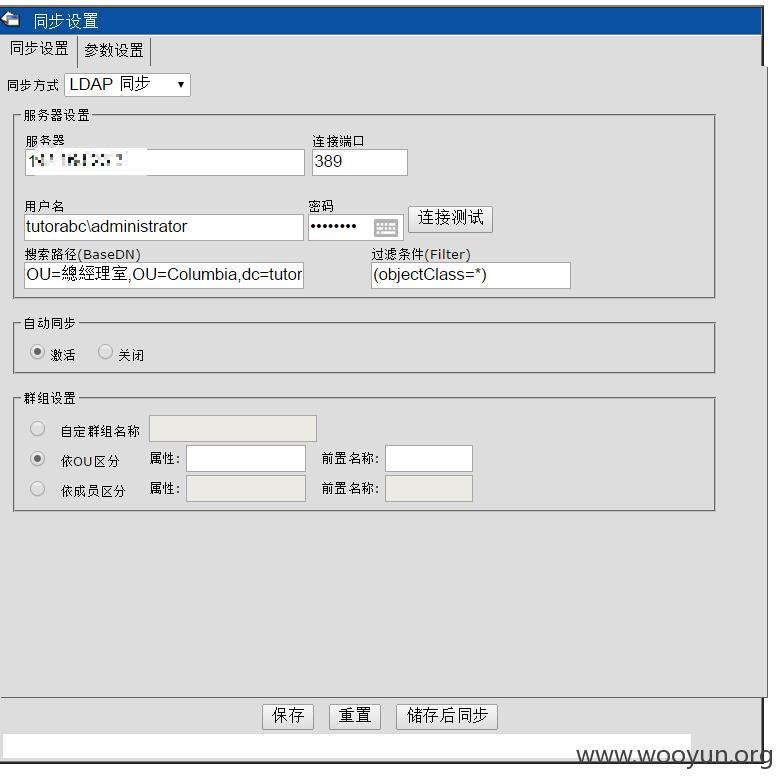 同步设置
同步设置 参数设置
同步方式 LDAP 同步
服务器设置
服务器 连接端口
389
用户名 密码
tutorabc\administrator •••••••• 连接测试
搜索路径(BaseDN) 过滤条件(Filter)
OU=總經理室,OU=Columbia,dc=tutor (objectClass=*)
自动同步
激活 关闭
群组设置
自定群组名称
依OU区分 属性: 前置名称:
依成员区分 属性: 前置名称:
保存 重置 储存后同步
www.wooyun.org